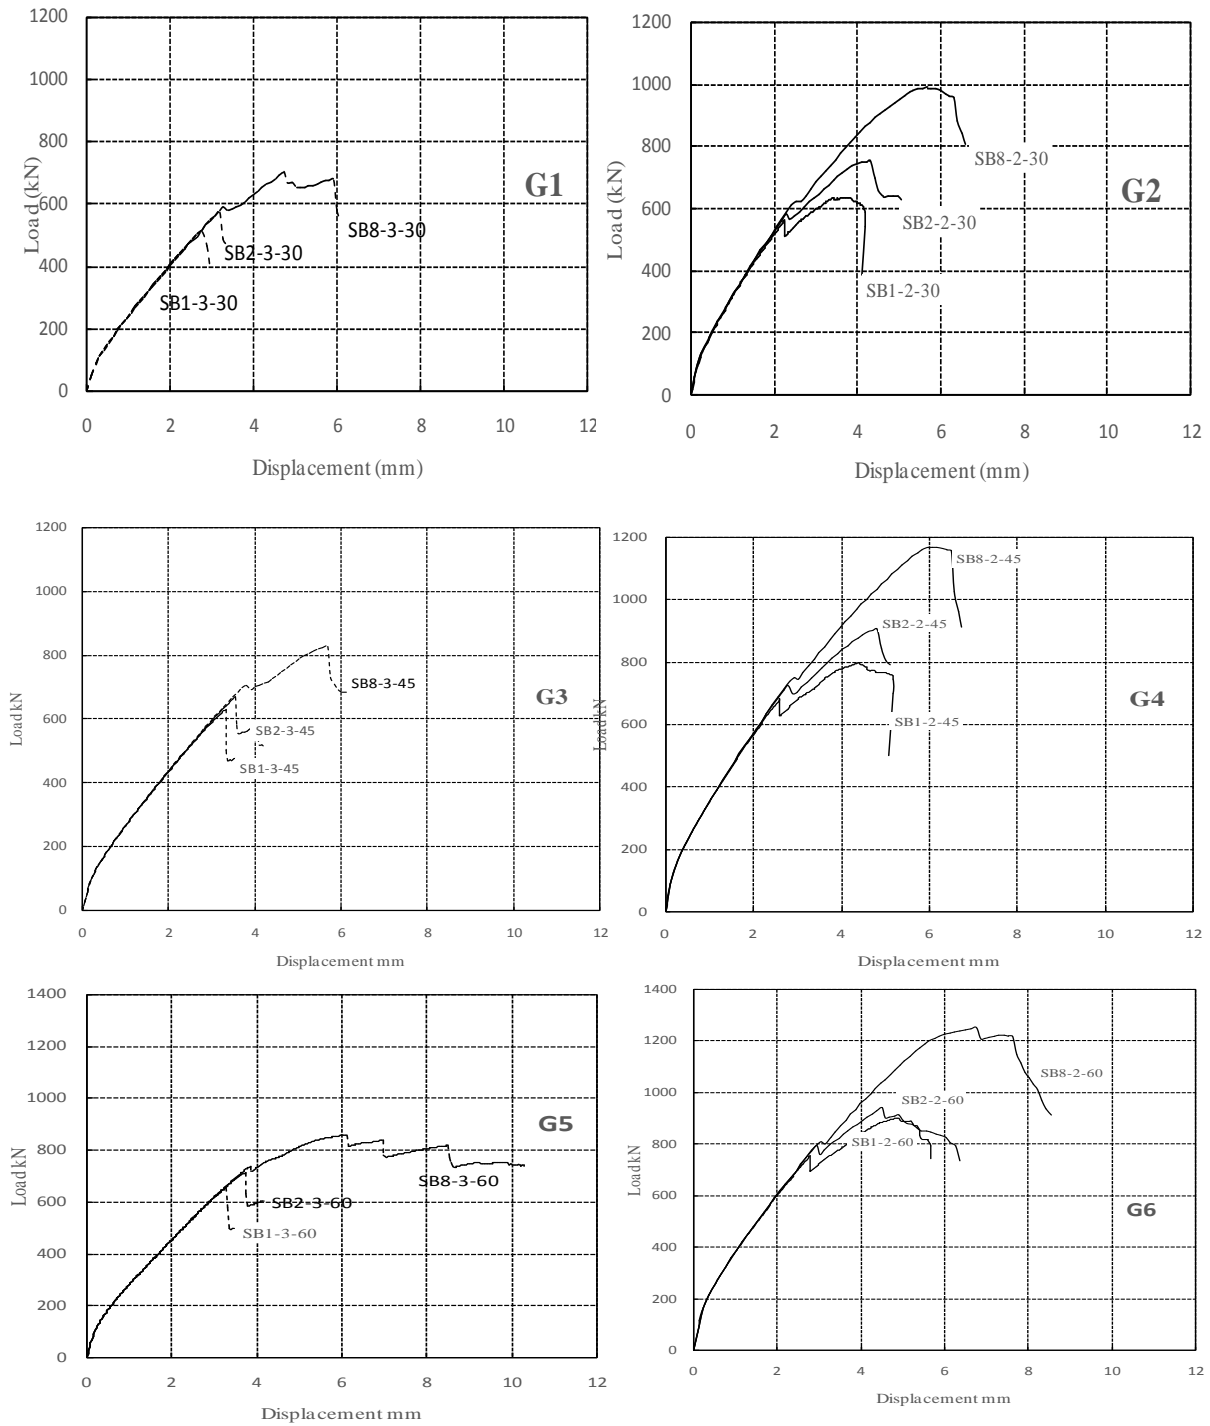 1200
1000
800
600
400
200
0
Load (kN)
G1
SB8-3-30
SB2-3-30
SB1-3-30
0 2 4 6 8 10 12
Displacement (mm)
1200
1000
800
600
400
200
0
Load (kN)
G2
SB8-2-30
SB2-2-30
SB1-2-30
0 2 4 6 8 10 12
Displacement (mm)
1200
1000
800
600
400
200
0
Load kN
G3
SB8-3-45
SB2-3-45
SB1-3-45
0 2 4 6 8 10 12
Displacement mm
1200
1000
800
600
400
200
0
Load kN
G4
SB8-2-45
SB2-2-45
SB1-2-45
0 2 4 6 8 10 12
Displacement mm
1400
1200
1000
800
600
400
200
0
Load kN
G5
SB8-3-60
SB2-3-60
SB1-3-60
0 2 4 6 8 10 12
Displacement mm
1400
1200
1000
800
600
400
200
0
Load kN
SB8-2-60
SB2-2-60
SB1-2-60
G6
0 2 4 6 8 10 12
Displacement mm